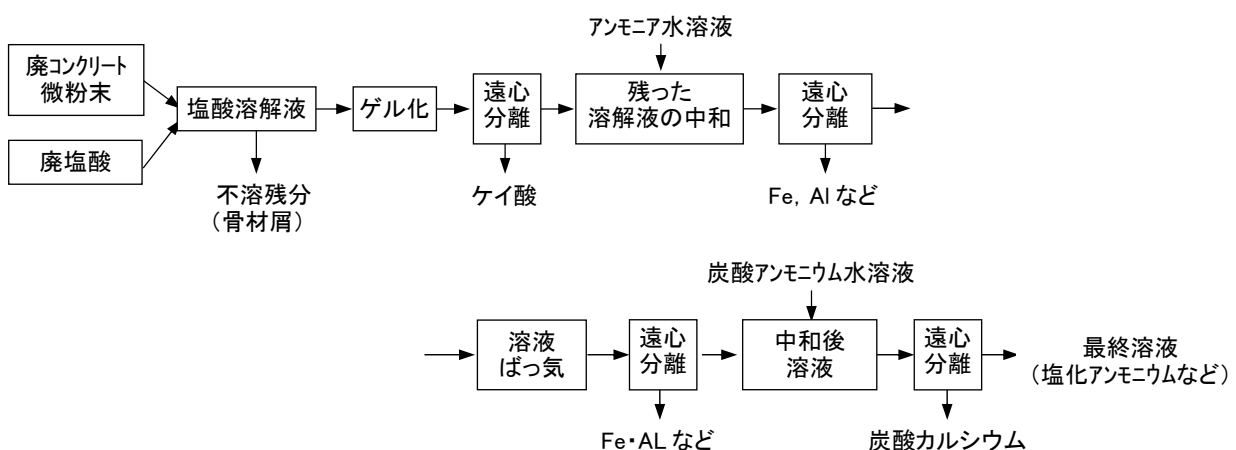 廃コンクリート
微粉末
廃塩酸
塩酸溶解液
不溶残分
（骨材屑）
ゲル化
遠心
分離
ケイ酸
アンモニア水溶液
残った
溶解液の中和
遠心
分離
Fe, Al など
溶液
ばっ気
遠心
分離
Fe・AL など
炭酸アンモニウム水溶液
中和後
溶液
遠心
分離
炭酸カルシウム
最終溶液
（塩化アンモニウムなど）